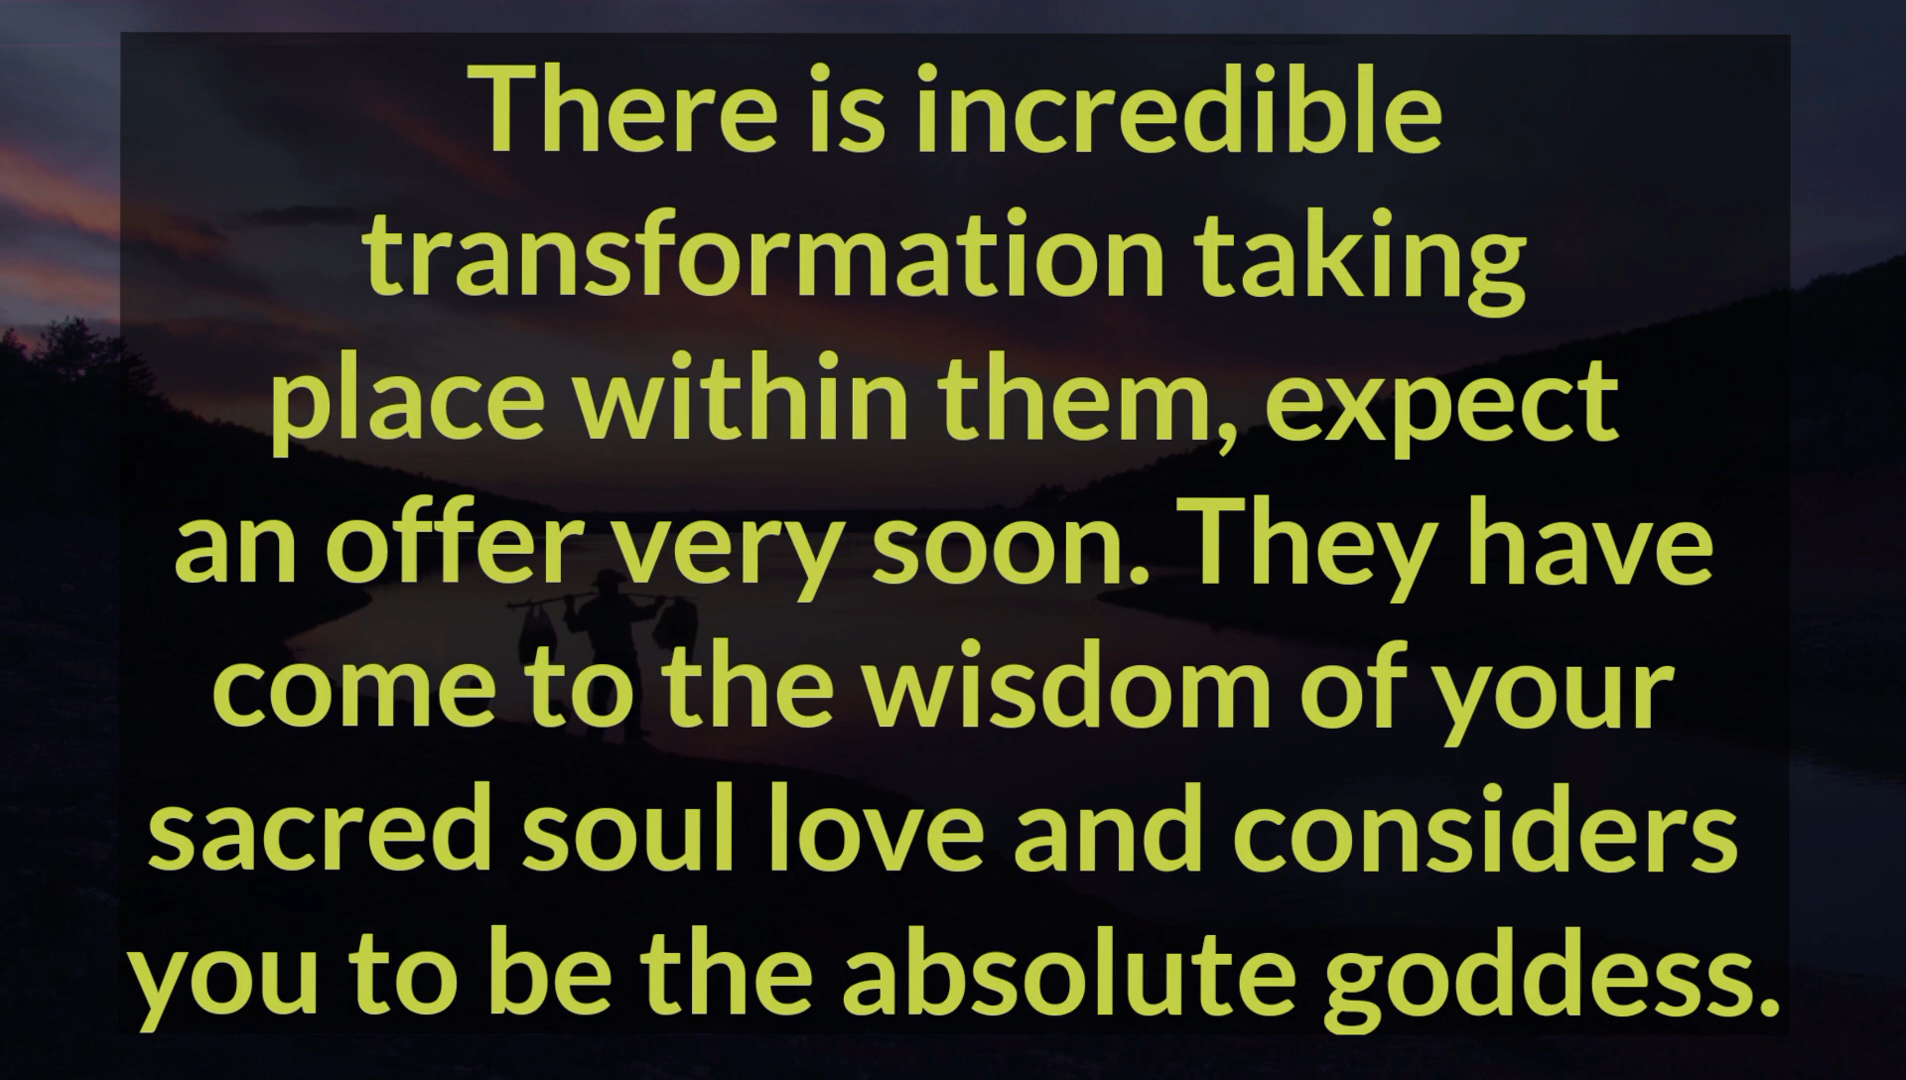 There is incredible
transformation taking
place within them, expect
an offer very soon. They have
come to the wisdom of your
sacred soul love and considers
you to be the absolute goddess.